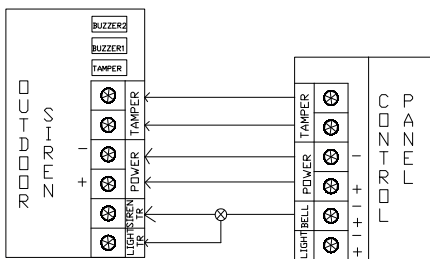 BUZZER2
BUZZER1
TAMPER
OUTDOOR
SIREN
-
+
TAMPER
POWER
SIREN TR
LIGHT TR
TAMPER
POWER
BELL
LIGHT
-
+
-
+
-
+
CONTROL
PANEL